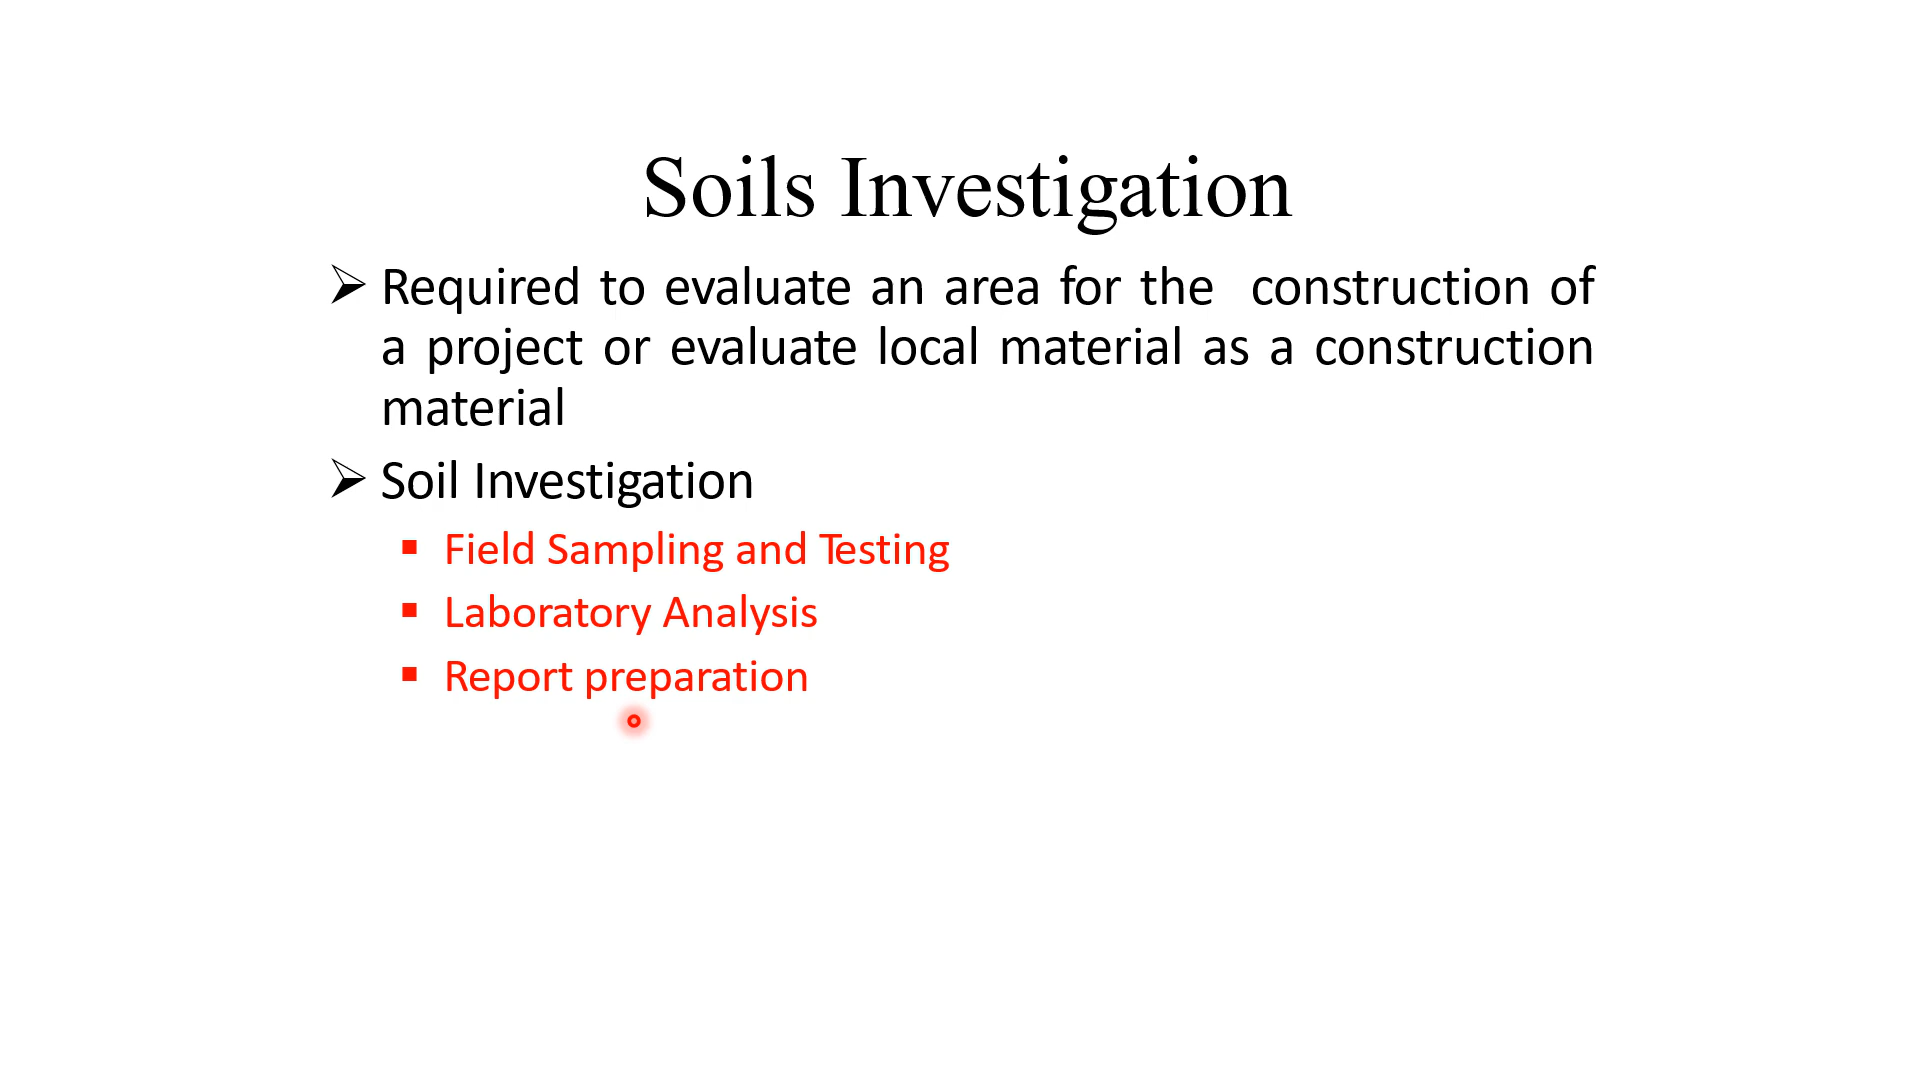 Soils Investigation
Required to evaluate an area for the construction of
a project or evaluate local material as a construction
material
Soil Investigation
Field Sampling and Testing
Laboratory Analysis
Report preparation